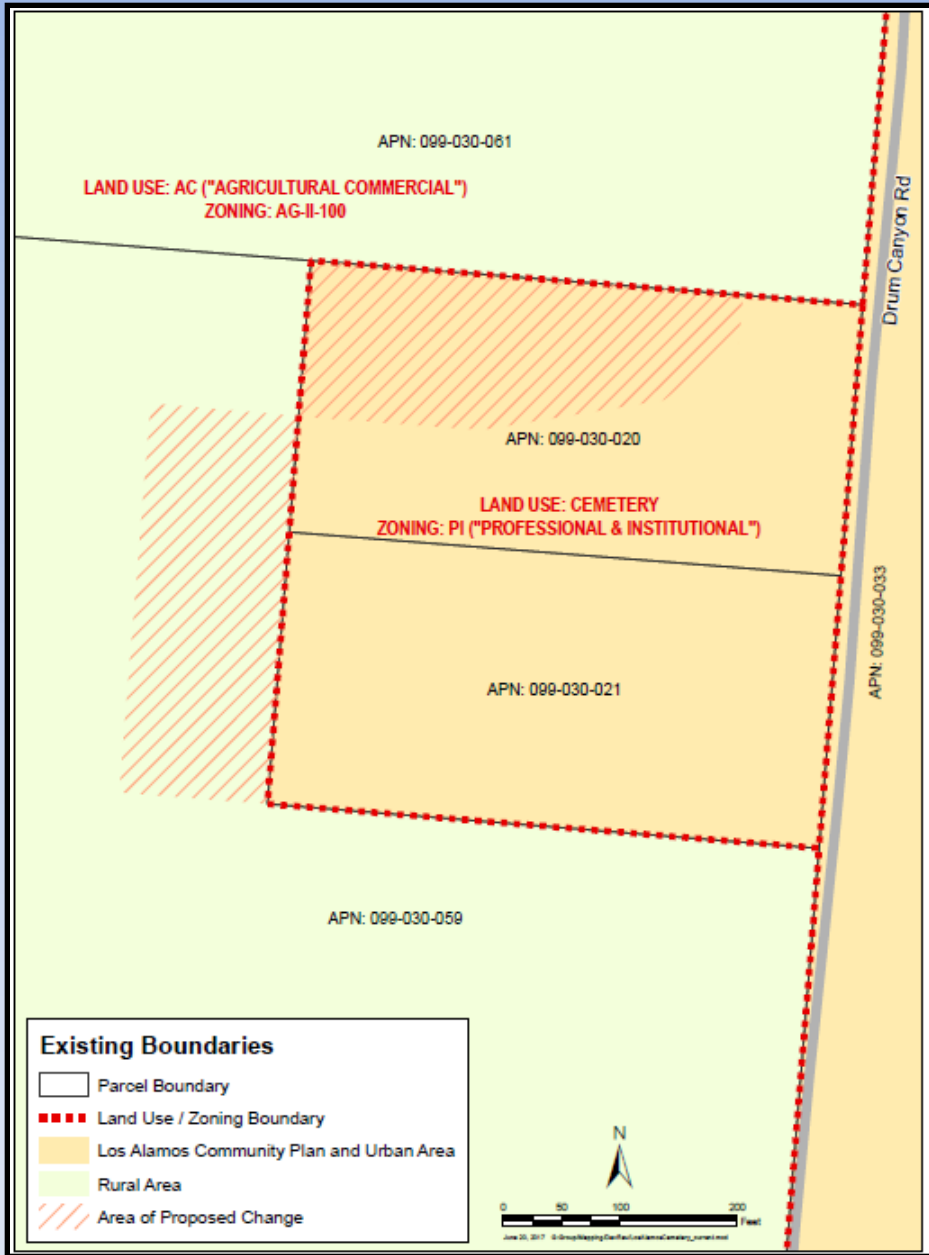 APN: 099-030-061
LAND USE: AC ("AGRICULTURAL COMMERCIAL")
ZONING: AG-II-100
Drum Canyon Rd
APN: 099-030-020
LAND USE: CEMETERY
ZONING: PI ("PROFESSIONAL & INSTITUTIONAL")
APN: 099-030-033
APN: 099-030-021
APN: 099-030-059
Existing Boundaries
Parcel Boundary
Land Use / Zoning Boundary
Los Alamos Community Plan and Urban Area
Rural Area
Area of Proposed Change
N
0 50 100 200
Feet
June 20, 2017